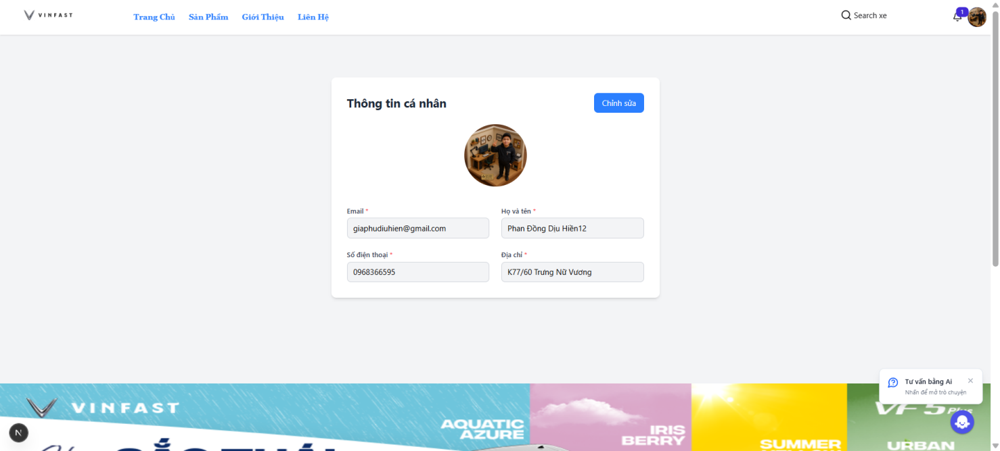 VINFAST
Trang Chủ
Sản Phẩm
Giới Thiệu
Liên Hệ
Search xe
1
Thông tin cá nhân
Chỉnh sửa
Email *
Họ và tên *
giaphudiuhien@gmail.com
Phan Đồng Dịu Hiền12
Số điện thoại *
Địa chỉ *
0968366595
K77/60 Trưng Nữ Vương
Tư vấn bằng Ai
Nhấn để mở trò chuyện
VINFAST
VF 5 Plus
AQUATIC
AZURE
IRIS
BERRY
SUMMER
URBAN
SẮC THÁI
N